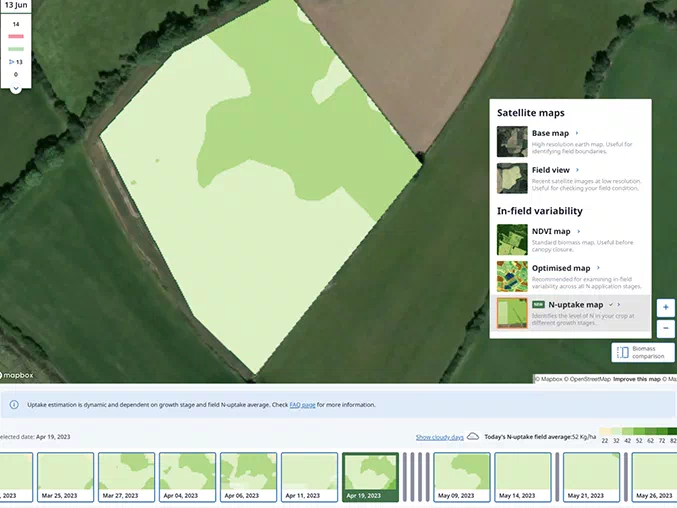 13 Jun
14
13
0
Satellite maps
Base map
High resolution earth map. Useful for
identifying field boundaries.
Field view
Recent satellite images at low resolution.
Useful for checking your field condition.
In-field variability
NDVI map
Standard biomass map. Useful before
canopy closure.
Optimised map
Recommended for examining in-field
variability across all N application stages.
NEW N-uptake map
Identifies the level of N in your crop at
different growth stages.
+
−
Biomass
comparison
mapbox
© Mapbox © OpenStreetMap Improve this map © Ma
Uptake estimation is dynamic and dependent on growth stage and field N-uptake average. Check FAQ page for more information.
elected date: Apr 19, 2023
Show cloudy days
Today's N-uptake field average:52 Kg/ha
22 32 42 52 62 72 82
, 2023
Mar 25, 2023
Mar 27, 2023
Apr 04, 2023
Apr 06, 2023
Apr 11, 2023
Apr 19, 2023
May 09, 2023
May 14, 2023
May 21, 2023
May 26, 2023